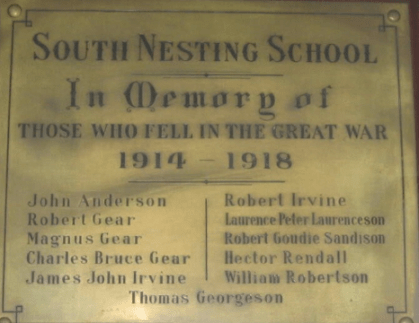 SOUTH NESTING SCHOOL
In Memory of
THOSE WHO FELL IN THE GREAT WAR
1914 - 1918
John Anderson
Robert Gear
Magnus Gear
Charles Bruce Gear
James John Irvine
Robert Irvine
Laurence Peter Laurenceson
Robert Goudie Sandison
Hector Rendall
William Robertson
Thomas Georgeson